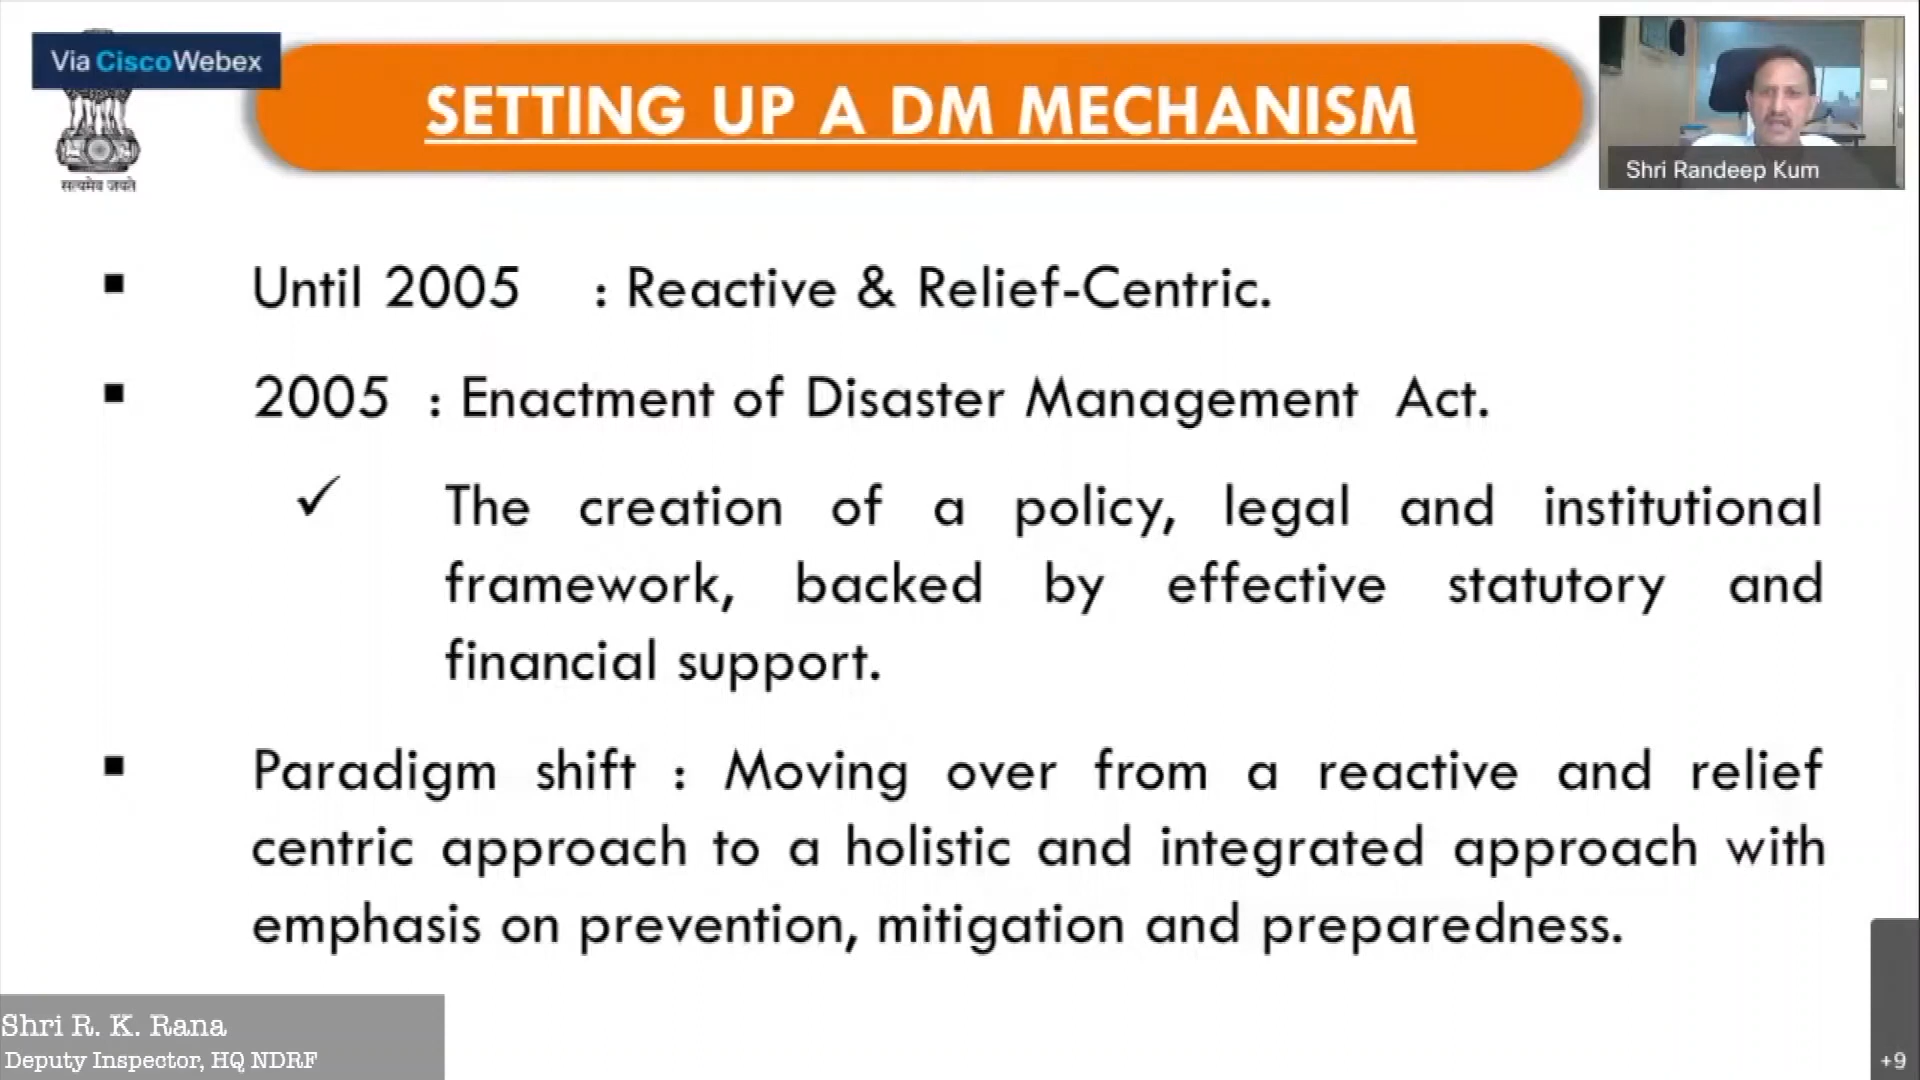 Via CiscoWebex
सत्यमेव जयते
SETTING UP A DM MECHANISM
Shri Randeep Kum
▪ Until 2005 : Reactive & Relief-Centric.
▪ 2005 : Enactment of Disaster Management Act.
✓ The creation of a policy, legal and institutional
framework, backed by effective statutory and
financial support.
▪ Paradigm shift : Moving over from a reactive and relief
centric approach to a holistic and integrated approach with
emphasis on prevention, mitigation and preparedness.
Shri R. K. Rana
Deputy Inspector, HQ NDRF
+9